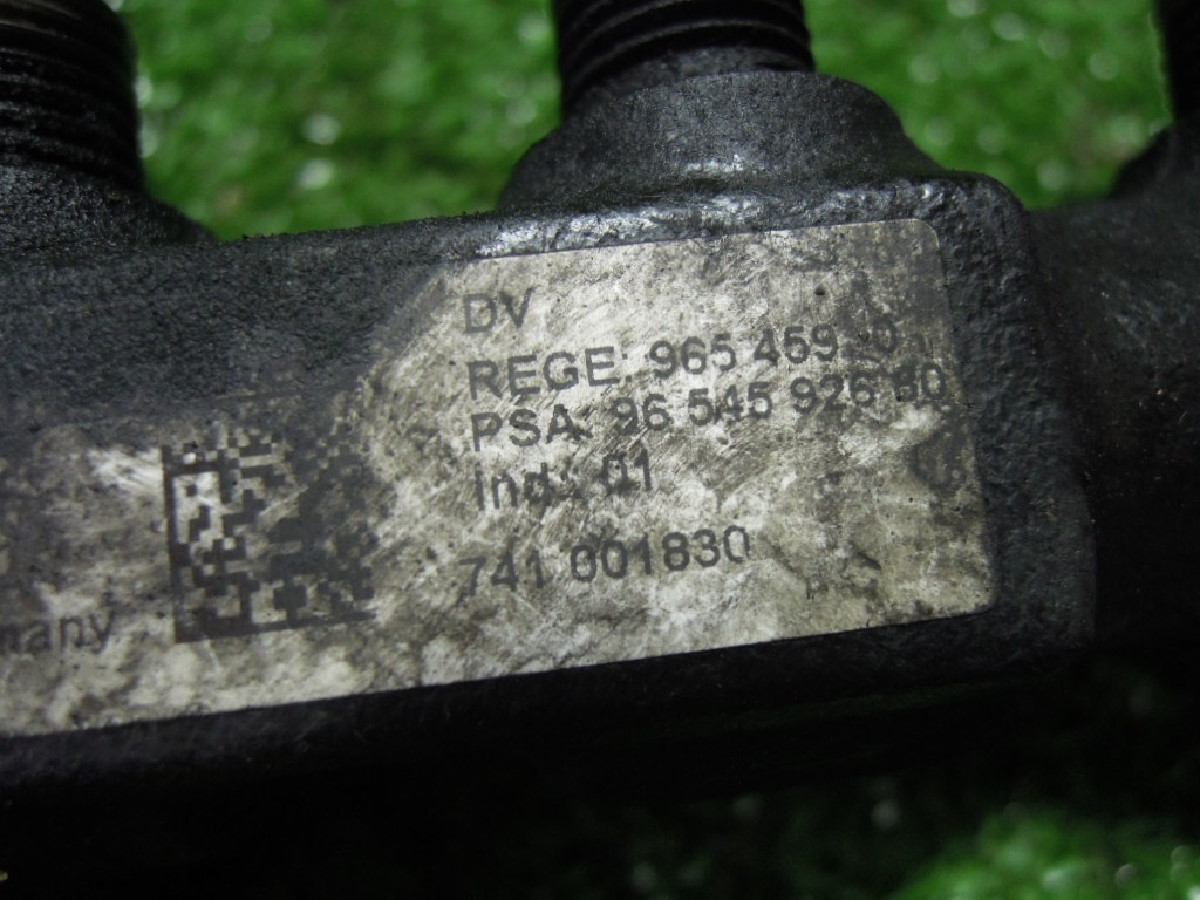 DV
REGE: 965 459
PSA: 96 545 926 80
Ind.: 01
741 001830
many